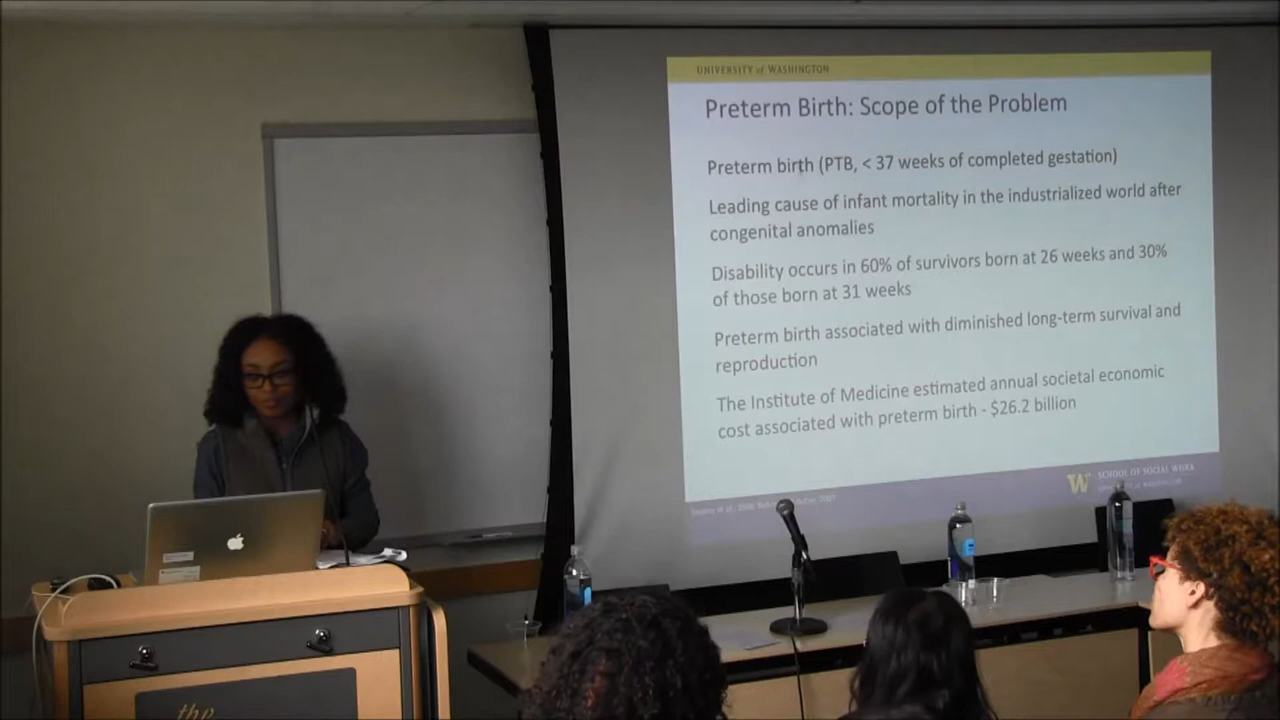 UNIVERSITY of WASHINGTON
Preterm Birth: Scope of the Problem
Preterm birth (PTB, < 37 weeks of completed gestation)
Leading cause of infant mortality in the industrialized world after
congenital anomalies
Disability occurs in 60% of survivors born at 26 weeks and 30%
of those born at 31 weeks
Preterm birth associated with diminished long-term survival and
reproduction
The Institute of Medicine estimated annual societal economic
cost associated with preterm birth - $26.2 billion
W SCHOOL OF SOCIAL WORK
the